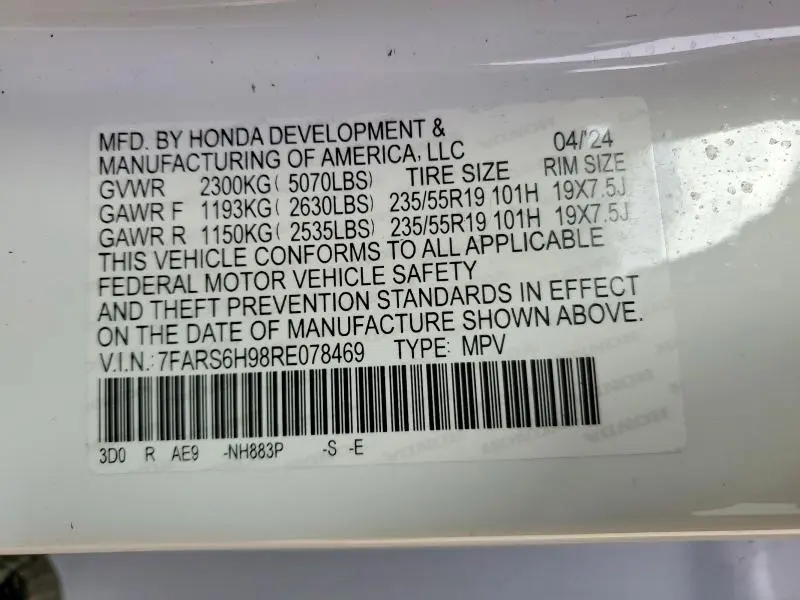 MFD. BY HONDA DEVELOPMENT &
MANUFACTURING OF AMERICA, LLC 04/'24
GVWR 2300KG( 5070LBS) TIRE SIZE RIM SIZE
GAWR F 1193KG( 2630LBS) 235/55R19 101H 19X7.5J
GAWR R 1150KG( 2535LBS) 235/55R19 101H 19X7.5J
THIS VEHICLE CONFORMS TO ALL APPLICABLE
FEDERAL MOTOR VEHICLE SAFETY
AND THEFT PREVENTION STANDARDS IN EFFECT
ON THE DATE OF MANUFACTURE SHOWN ABOVE.
V.I.N.: 7FARS6H98RE078469 TYPE: MPV
3D0 R AE9 -NH883P -S -E